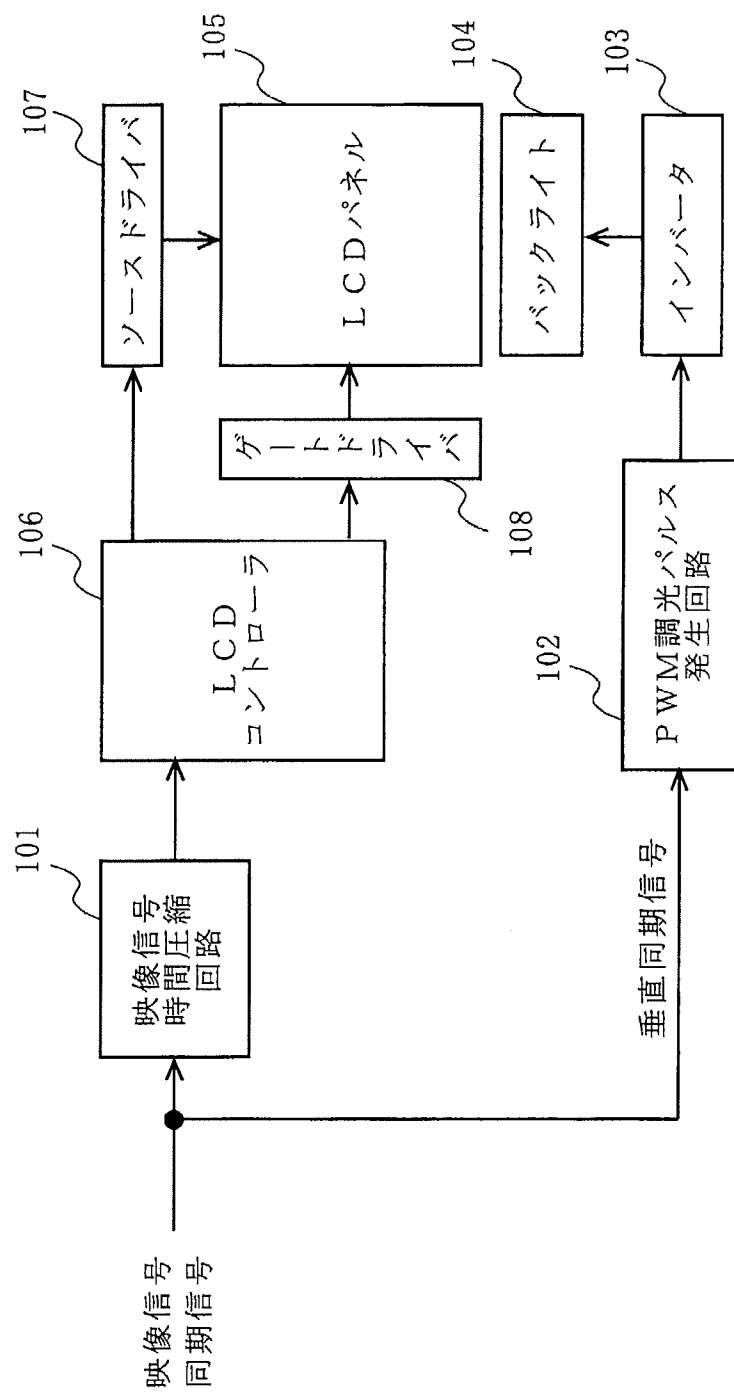 映像信号
同期信号
101
映像信号
時間圧縮
回路
106
LCD
コントローラ
107
ソースドライバ
108
ゲートドライバ
105
LCDパネル
104
バックライト
垂直同期信号
102
PWM調光パルス
発生回路
103
インバータ